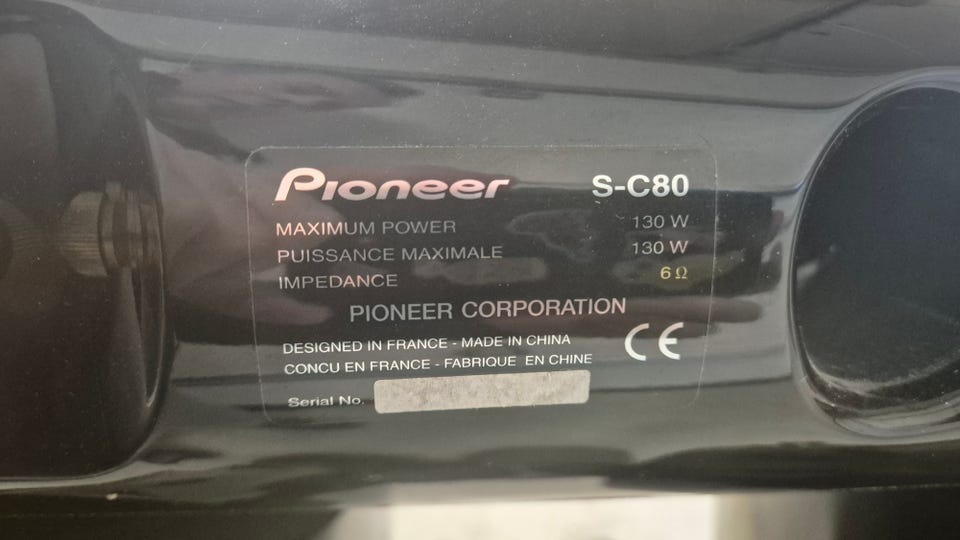 Pioneer S-C80
MAXIMUM POWER 130 W
PUISSANCE MAXIMALE 130 W
IMPEDANCE 6 Ω
PIONEER CORPORATION
DESIGNED IN FRANCE - MADE IN CHINA
CONCU EN FRANCE - FABRIQUE EN CHINE
CE
Serial No.